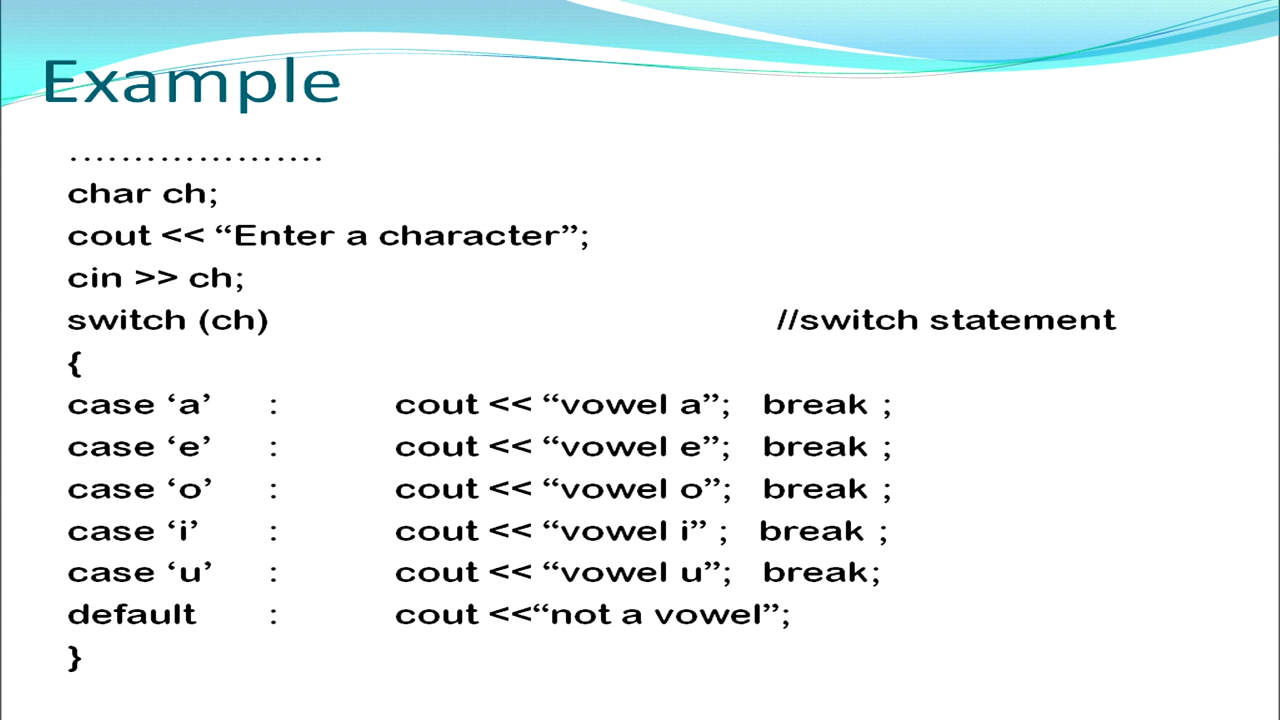 Example
....................
char ch;
cout << “Enter a character”;
cin >> ch;
switch (ch) //switch statement
{
case ‘a’ : cout << “vowel a”; break ;
case ‘e’ : cout << “vowel e”; break ;
case ‘o’ : cout << “vowel o”; break ;
case ‘i’ : cout << “vowel i” ; break ;
case ‘u’ : cout << “vowel u”; break;
default : cout <<“not a vowel”;
}